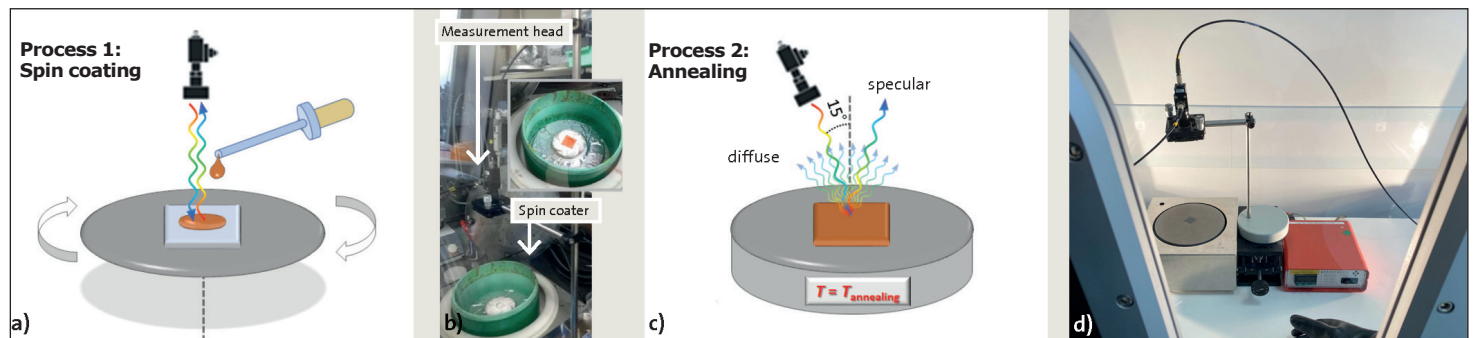 Process 1:
Spin coating
a)
Measurement head
Spin coater
b)
Process 2:
Annealing
15°
specular
diffuse
T = Tannealing
c)
d)